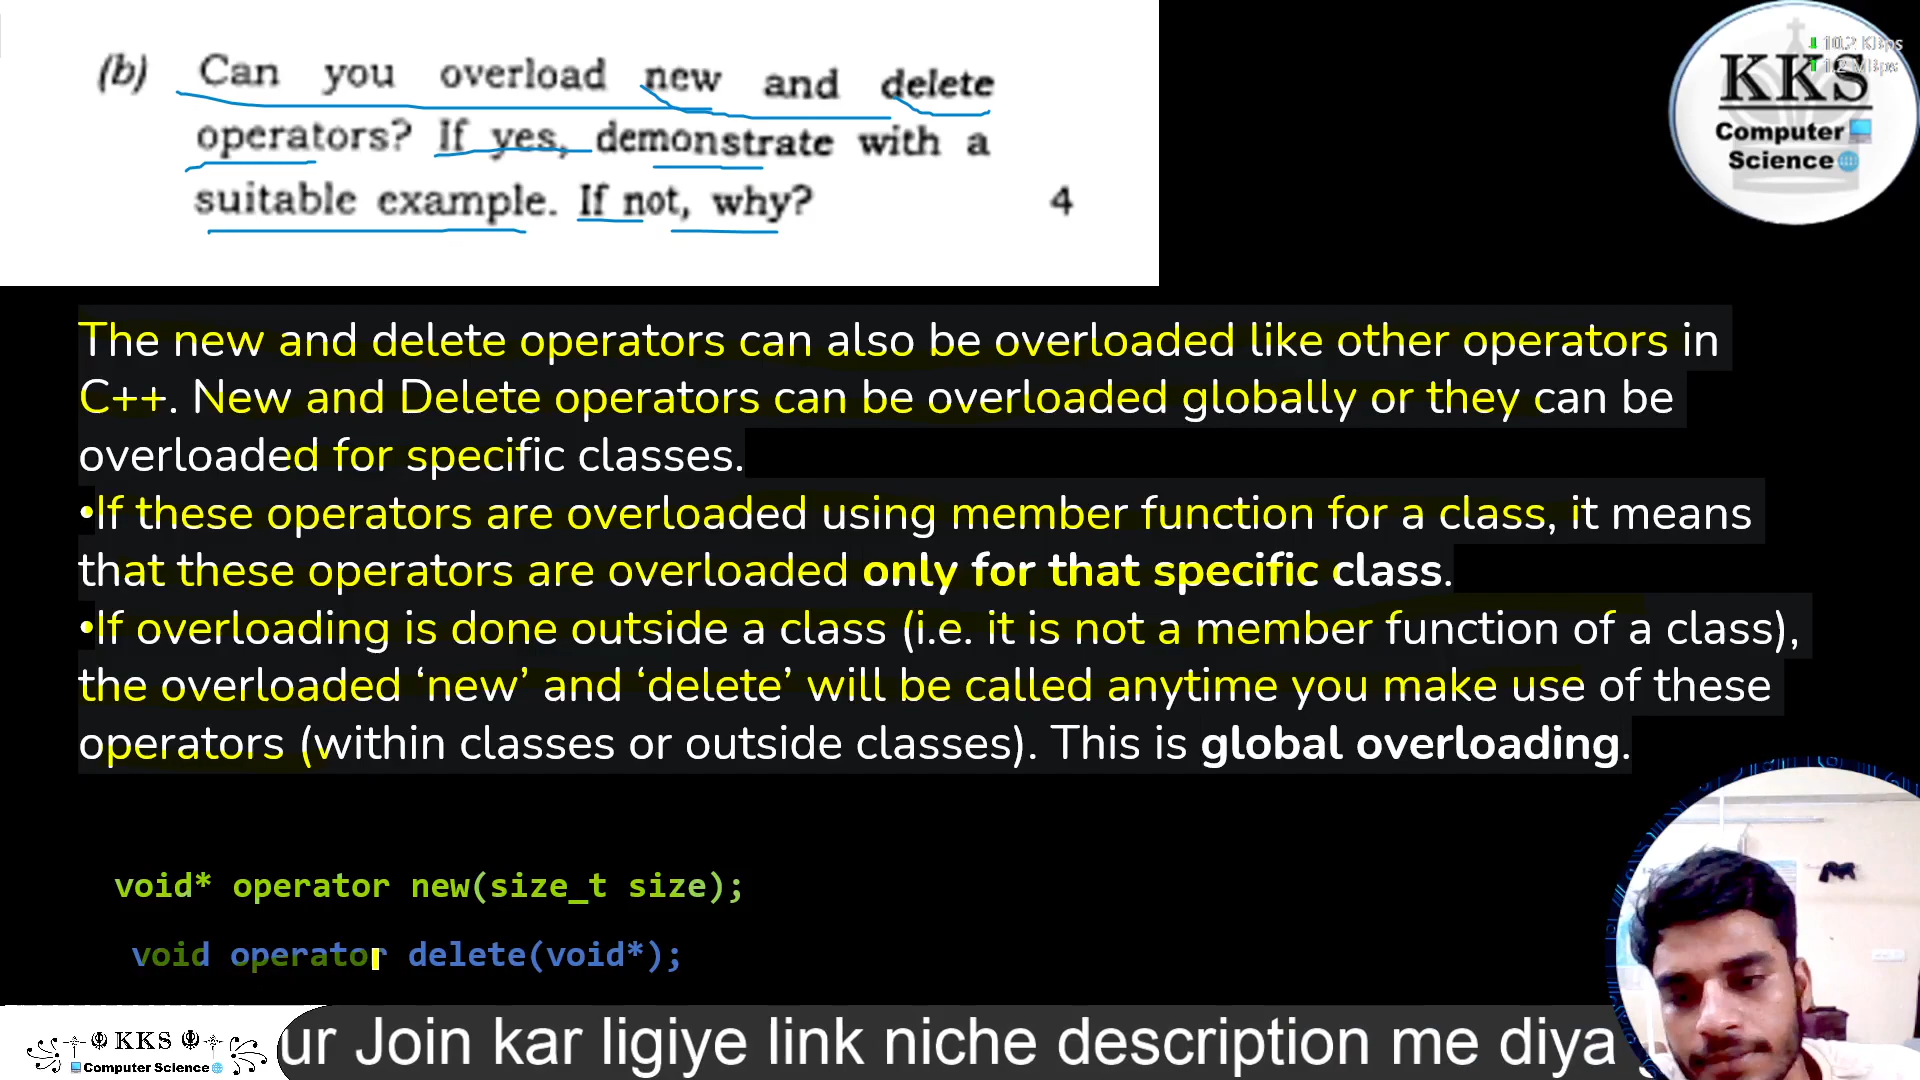 (b) Can you overload new and delete
operators? If yes, demonstrate with a
suitable example. If not, why? 4
KKS
Computer
Science
10.2 KBps
1.2 MBps
The new and delete operators can also be overloaded like other operators in
C++. New and Delete operators can be overloaded globally or they can be
overloaded for specific classes.
•If these operators are overloaded using member function for a class, it means
that these operators are overloaded only for that specific class.
•If overloading is done outside a class (i.e. it is not a member function of a class),
the overloaded ‘new’ and ‘delete’ will be called anytime you make use of these
operators (within classes or outside classes). This is global overloading.
void* operator new(size_t size);
void operator delete(void*);
KKS
Computer Science
ur Join kar ligiye link niche description me diya